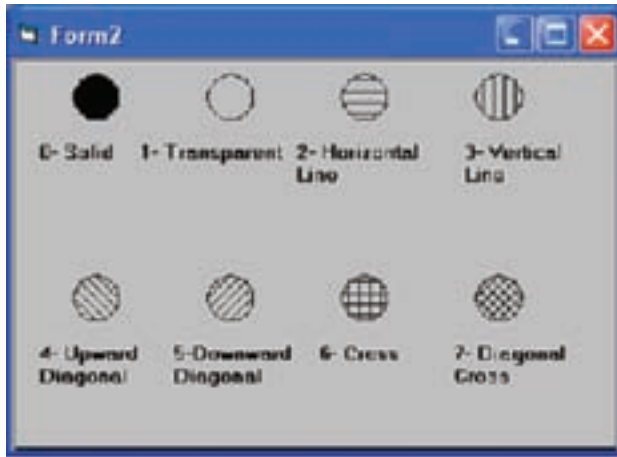 Form2
0- Solid
1- Transparent
2- Horizontal
Line
3- Vertical
Line
4- Upward
Diagonal
5-Downward
Diagonal
6- Cross
7- Diagonal
Cross